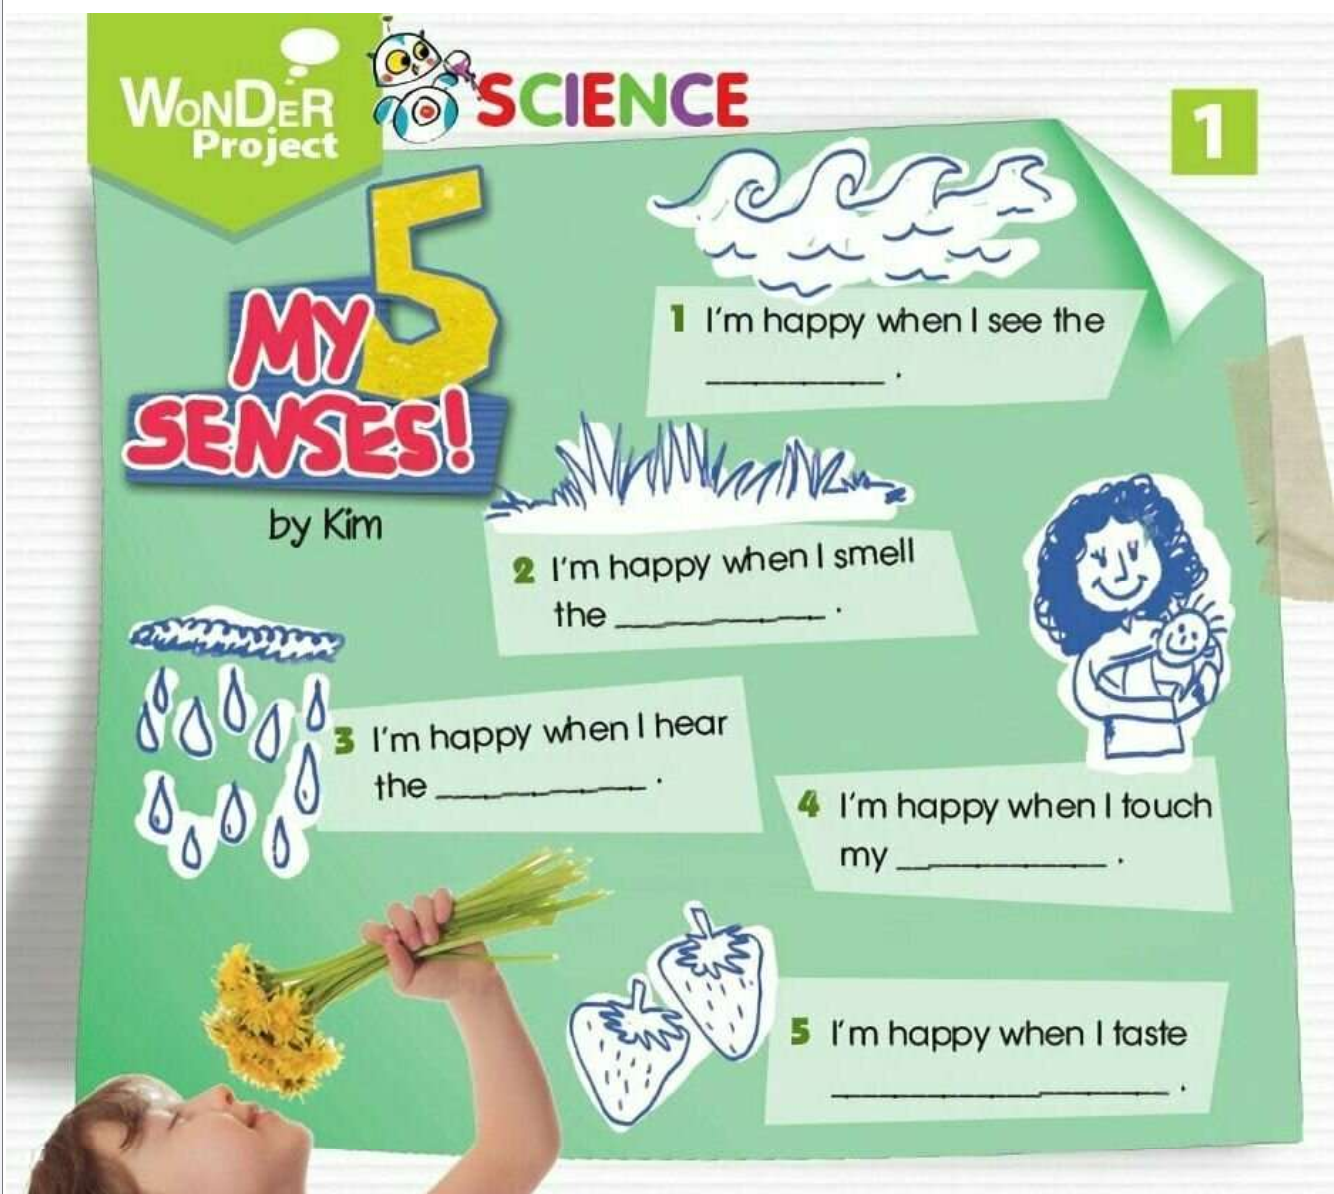 WONDER
Project
SCIENCE
1
MY 5
SENSES!
by Kim
1 I'm happy when I see the
__________ .
2 I'm happy when I smell
the __________ .
3 I'm happy when I hear
the __________ .
4 I'm happy when I touch
my __________ .
5 I'm happy when I taste
__________ .